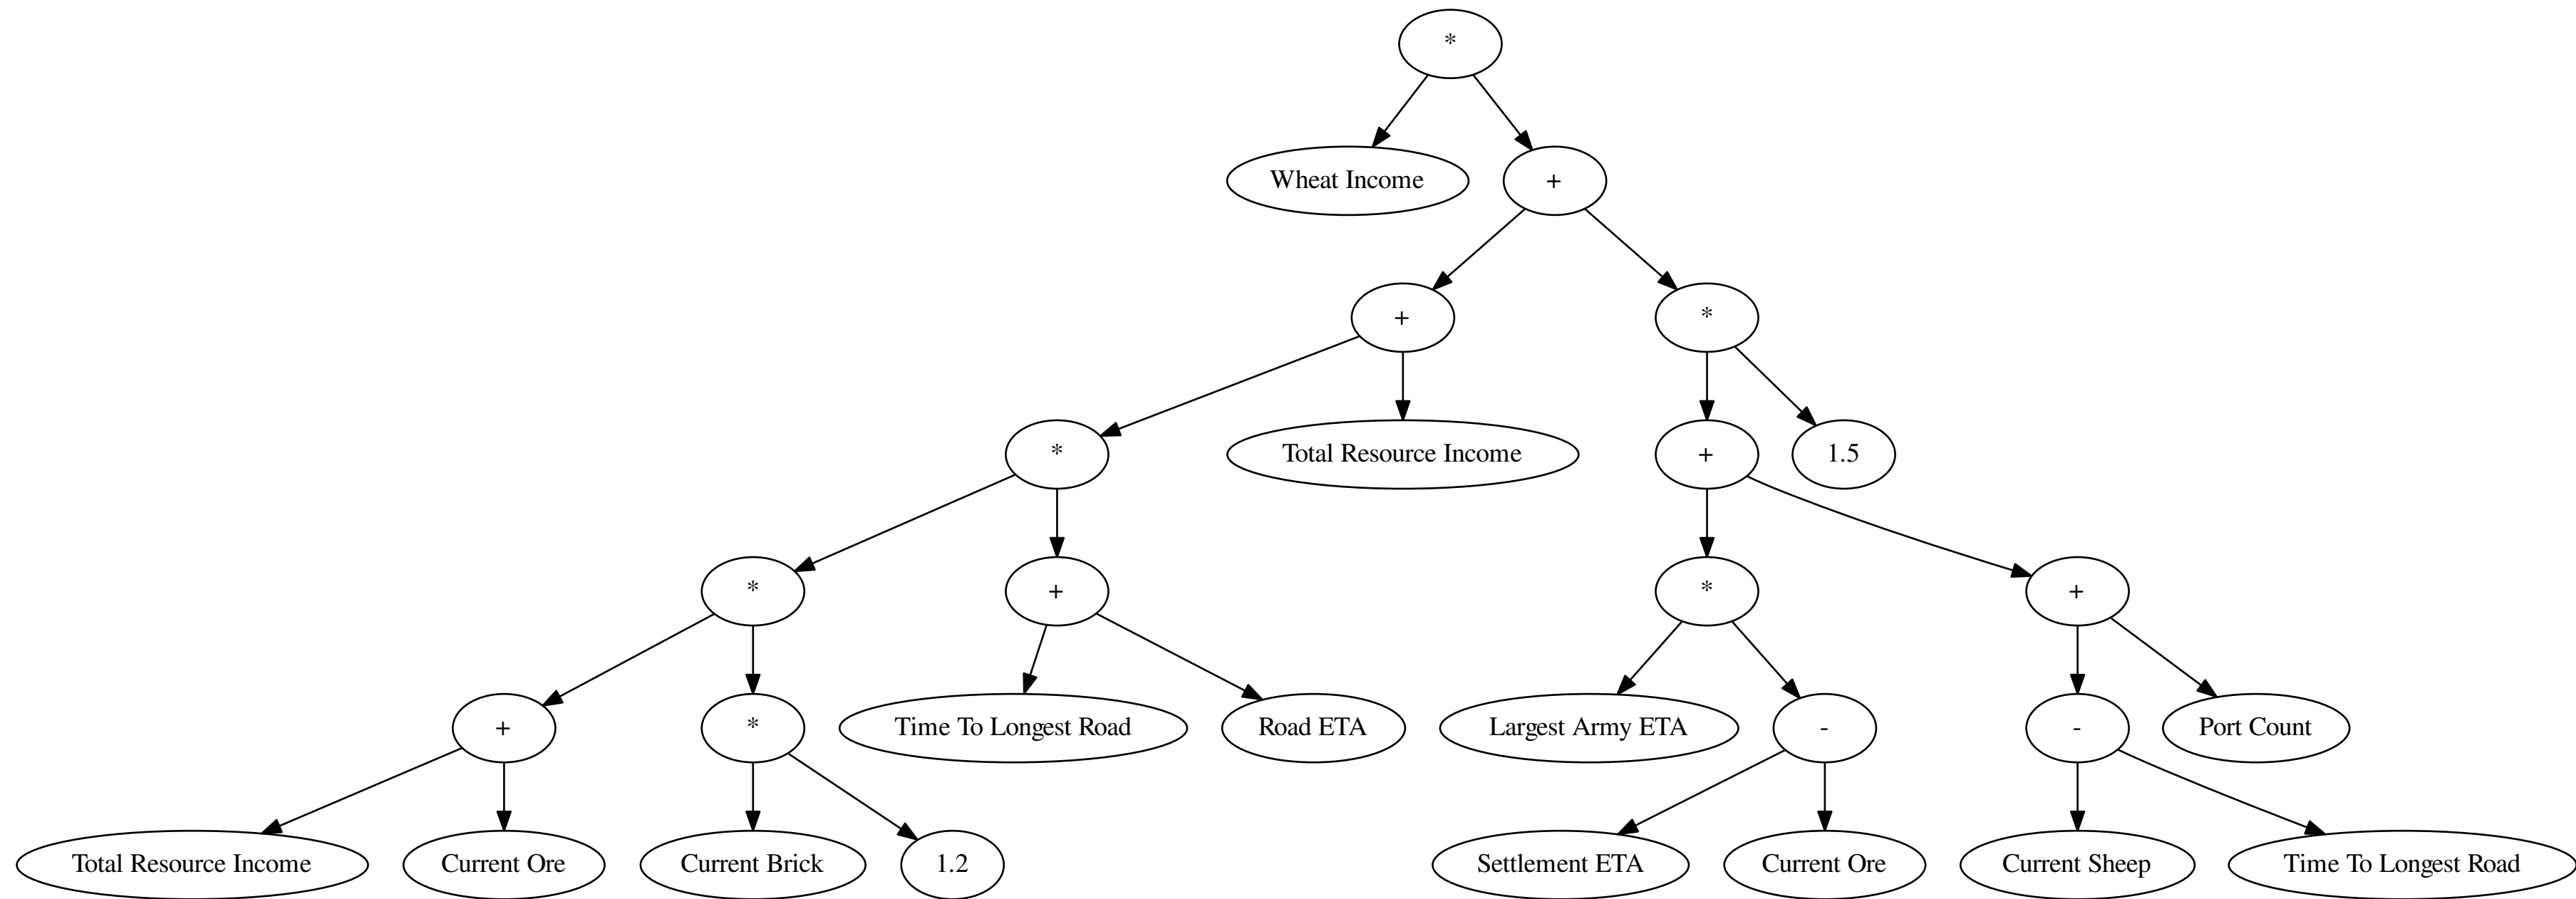 *
Wheat Income
+
+
*
*
Total Resource Income
+
1.5
*
+
*
+
+
*
Time To Longest Road
Road ETA
Largest Army ETA
-
-
Port Count
Total Resource Income
Current Ore
Current Brick
1.2
Settlement ETA
Current Ore
Current Sheep
Time To Longest Road